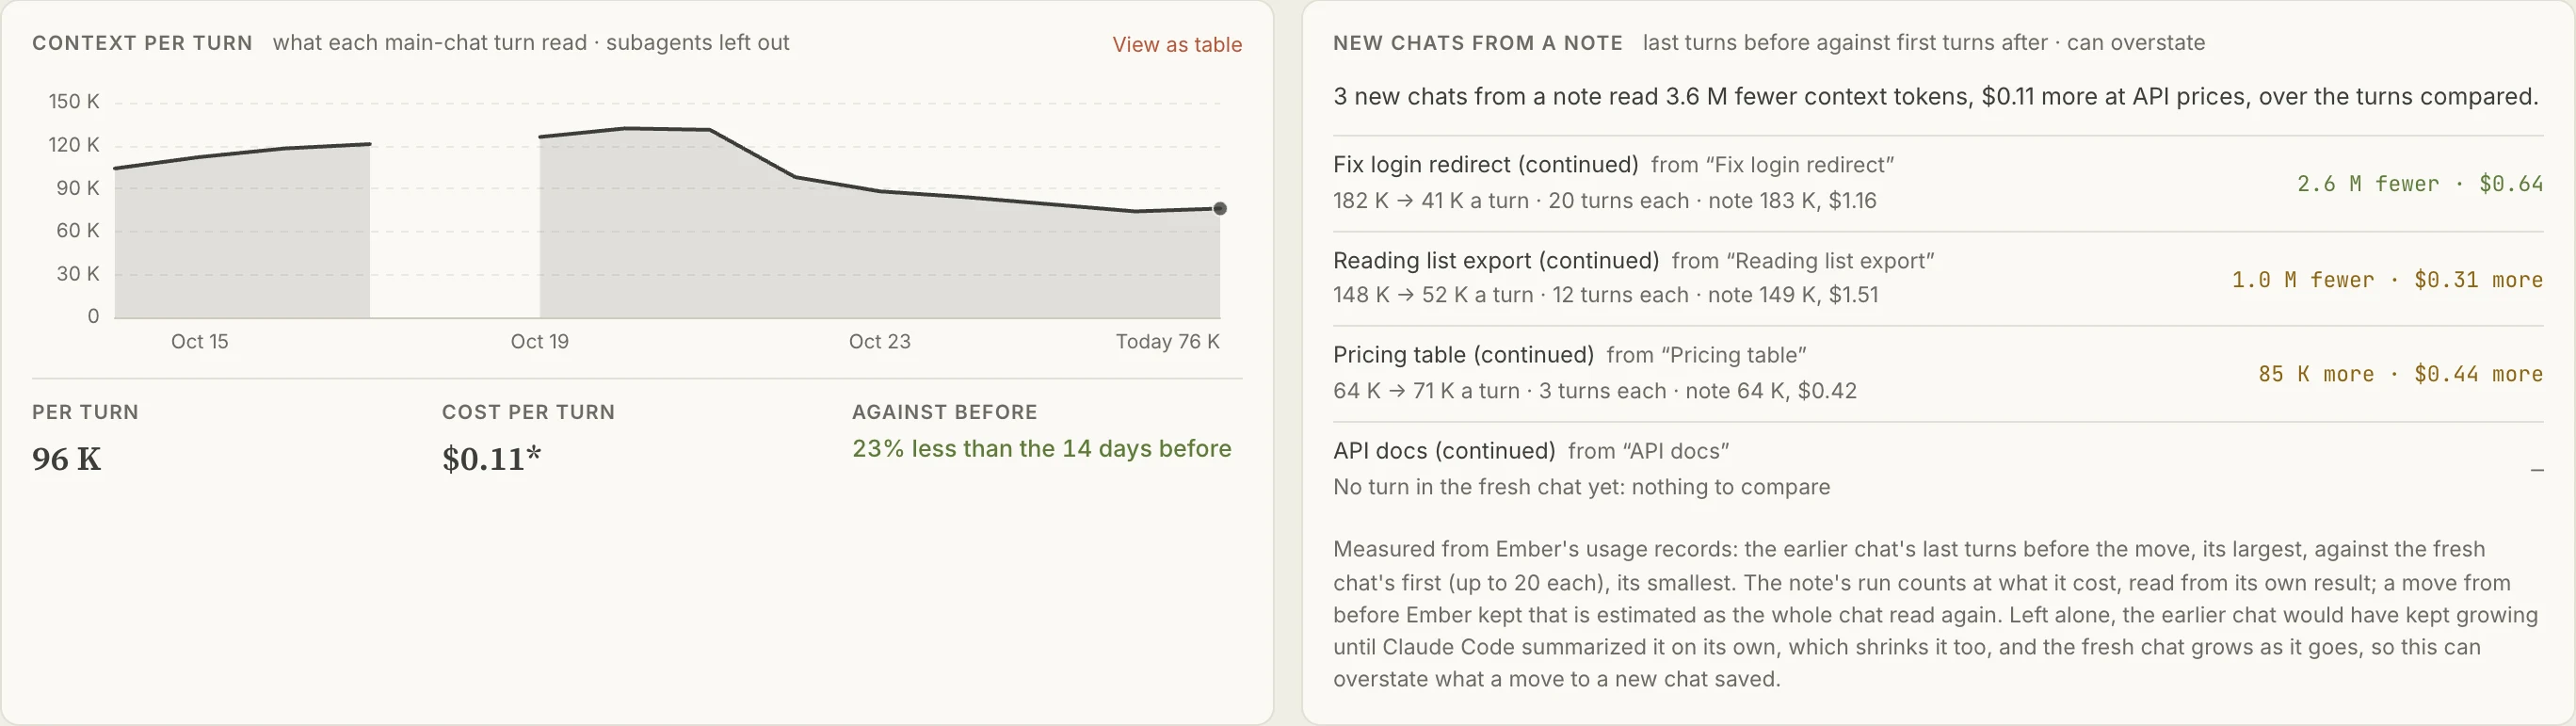 CONTEXT PER TURN what each main-chat turn read · subagents left out
View as table
150 K
120 K
90 K
60 K
30 K
0
Oct 15
Oct 19
Oct 23
Today 76 K
PER TURN
96 K
COST PER TURN
$0.11*
AGAINST BEFORE
23% less than the 14 days before
NEW CHATS FROM A NOTE last turns before against first turns after · can overstate
3 new chats from a note read 3.6 M fewer context tokens, $0.11 more at API prices, over the turns compared.
Fix login redirect (continued) from “Fix login redirect”
182 K → 41 K a turn · 20 turns each · note 183 K, $1.16
2.6 M fewer · $0.64
Reading list export (continued) from “Reading list export”
148 K → 52 K a turn · 12 turns each · note 149 K, $1.51
1.0 M fewer · $0.31 more
Pricing table (continued) from “Pricing table”
64 K → 71 K a turn · 3 turns each · note 64 K, $0.42
85 K more · $0.44 more
API docs (continued) from “API docs”
No turn in the fresh chat yet: nothing to compare
–
Measured from Ember's usage records: the earlier chat's last turns before the move, its largest, against the fresh
chat's first (up to 20 each), its smallest. The note's run counts at what it cost, read from its own result; a move from
before Ember kept that is estimated as the whole chat read again. Left alone, the earlier chat would have kept growing
until Claude Code summarized it on its own, which shrinks it too, and the fresh chat grows as it goes, so this can
overstate what a move to a new chat saved.